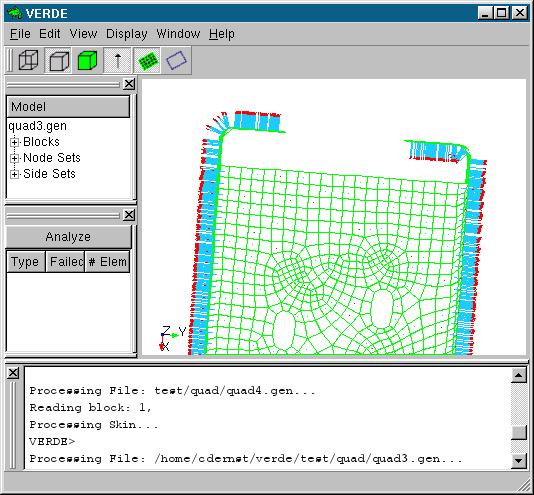 VERDE
File Edit View Display Window Help
Model
quad3.gen
Blocks
Node Sets
Side Sets
Analyze
Type Failed # Elem
Z Y
X
Processing File: test/quad/quad4.gen...
Reading block: 1,
Processing Skin...
VERDE>
Processing File: /home/cdernst/verde/test/quad/quad3.gen...